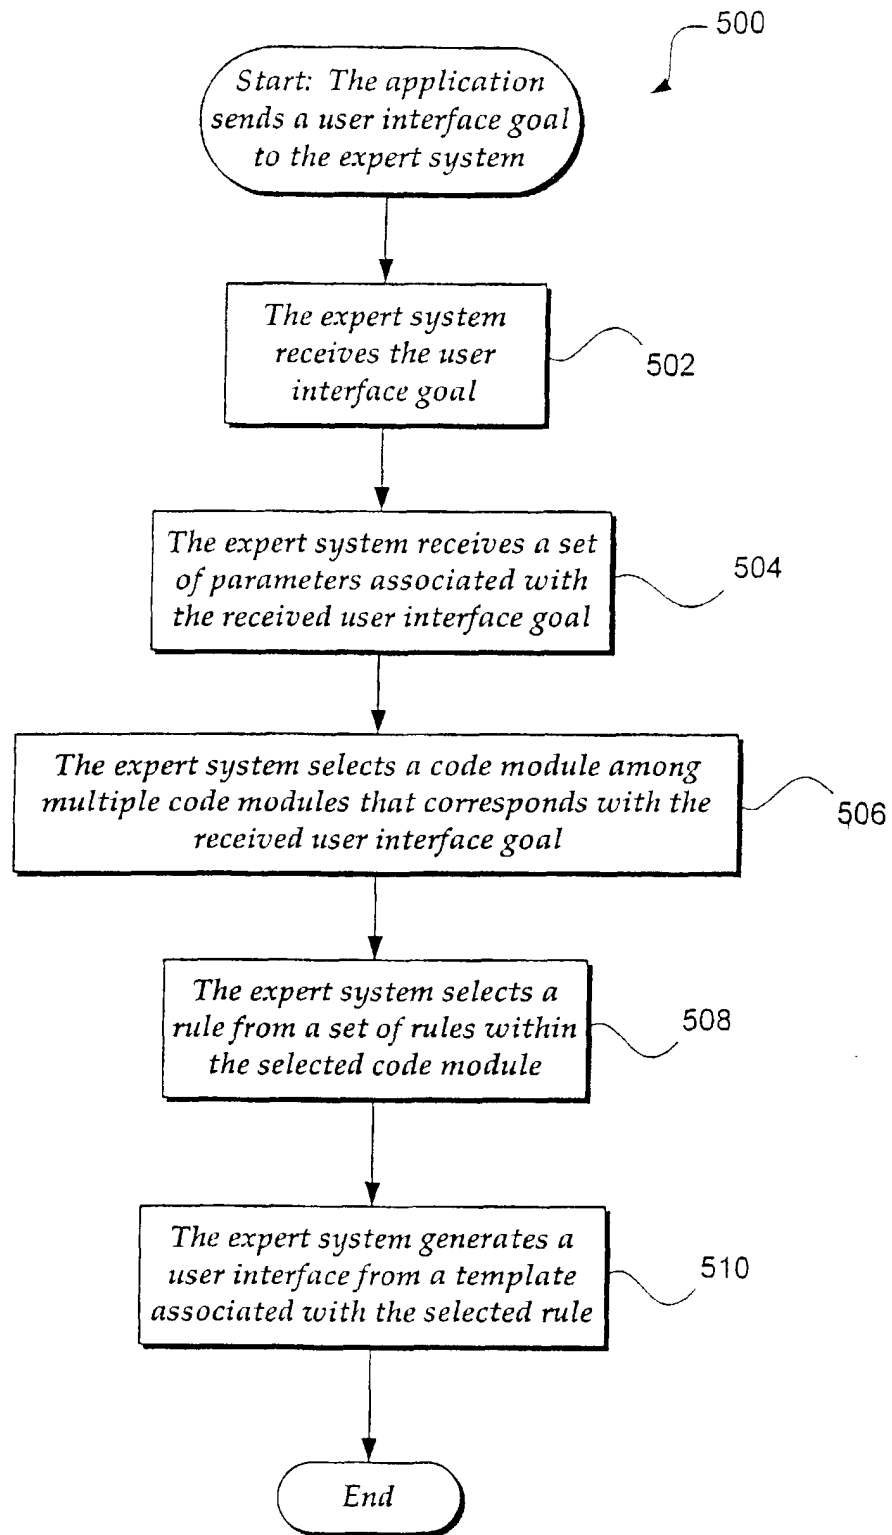 500
Start: The application
sends a user interface goal
to the expert system
The expert system
receives the user
interface goal
502
The expert system receives a set
of parameters associated with
the received user interface goal
504
The expert system selects a code module among
multiple code modules that corresponds with the
received user interface goal
506
The expert system selects a
rule from a set of rules within
the selected code module
508
The expert system generates a
user interface from a template
associated with the selected rule
510
End